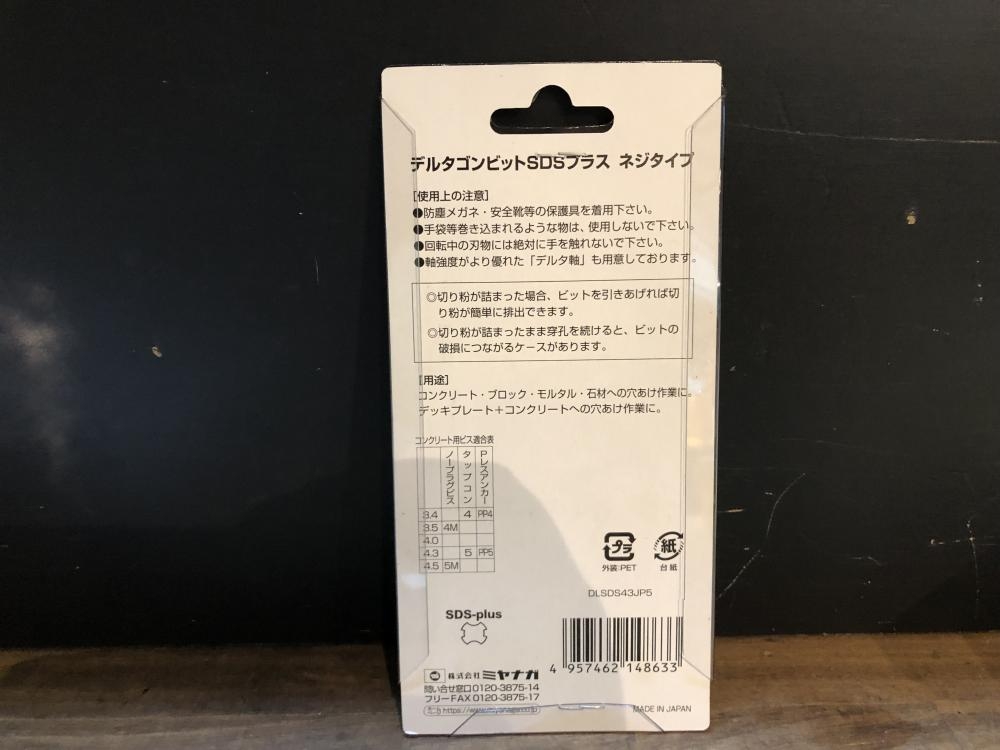 デルタゴンビットSDSプラス ネジタイプ
[使用上の注意]
●防塵メガネ・安全靴等の保護具を着用下さい。
●手袋等巻き込まれるような物は、使用しないで下さい。
●回転中の刃物には絶対に手を触れないで下さい。
●軸強度がより優れた「デルタ軸」も用意しております。
◎切り粉が詰まった場合、ビットを引きあげれば切
り粉が簡単に排出できます。
◎切り粉が詰まったまま穿孔を続けると、ビットの
破損につながるケースがあります。
[用途]
コンクリート・ブロック・モルタル・石材への穴あけ作業に。
デッキプレート+コンクリートへの穴あけ作業に。
コンクリート用ビス適合表
ノープラグビス タップコン Pレスアンカー
3.4 4 PP4
3.5 4M
4.0
4.3 5 PP5
4.5 5M
プラ 紙
外装:PET 台紙
DLSDS43JP5
SDS-plus
4 957462 148633
株式会社ミヤナガ
問い合せ窓口0120-3875-14
フリーFAX 0120-3875-17
https://www.miyanaga.co.jp
MADE IN JAPAN